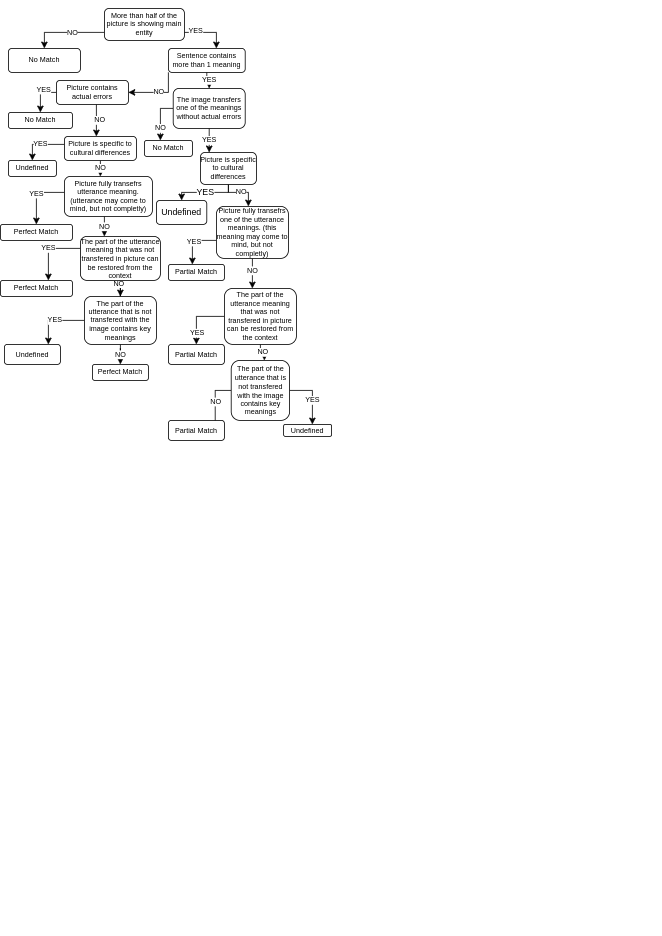 More than half of the
picture is showing main
entity
NO
YES
No Match
Sentence contains
more than 1 meaning
YES
NO
Picture contains
actual errors
YES
NO
The image transfers
one of the meanings
without actual errors
NO
YES
No Match
No Match
Picture is specific to
cultural differences
YES
NO
Undefined
Picture is specific
to cultural
differences
YES
NO
Undefined
Picture fully transefrs
utterance meaning.
(utterance may come to
mind, but not completly)
YES
NO
Perfect Match
Picture fully transefrs
one of the utterance
meanings. (this
meaning may come to
mind, but not
completly)
YES
NO
Partial Match
The part of the utterance
meaning that was not
transfered in picture can
be restored from the
context
YES
NO
Perfect Match
The part of the
utterance meaning
that was not
transfered in picture
can be restored from
the context
YES
NO
Partial Match
The part of the
utterance that is not
transfered with the
image contains key
meanings
YES
NO
Undefined
Perfect Match
The part of the
utterance that is
not transfered
with the image
contains key
meanings
NO
YES
Partial Match
Undefined